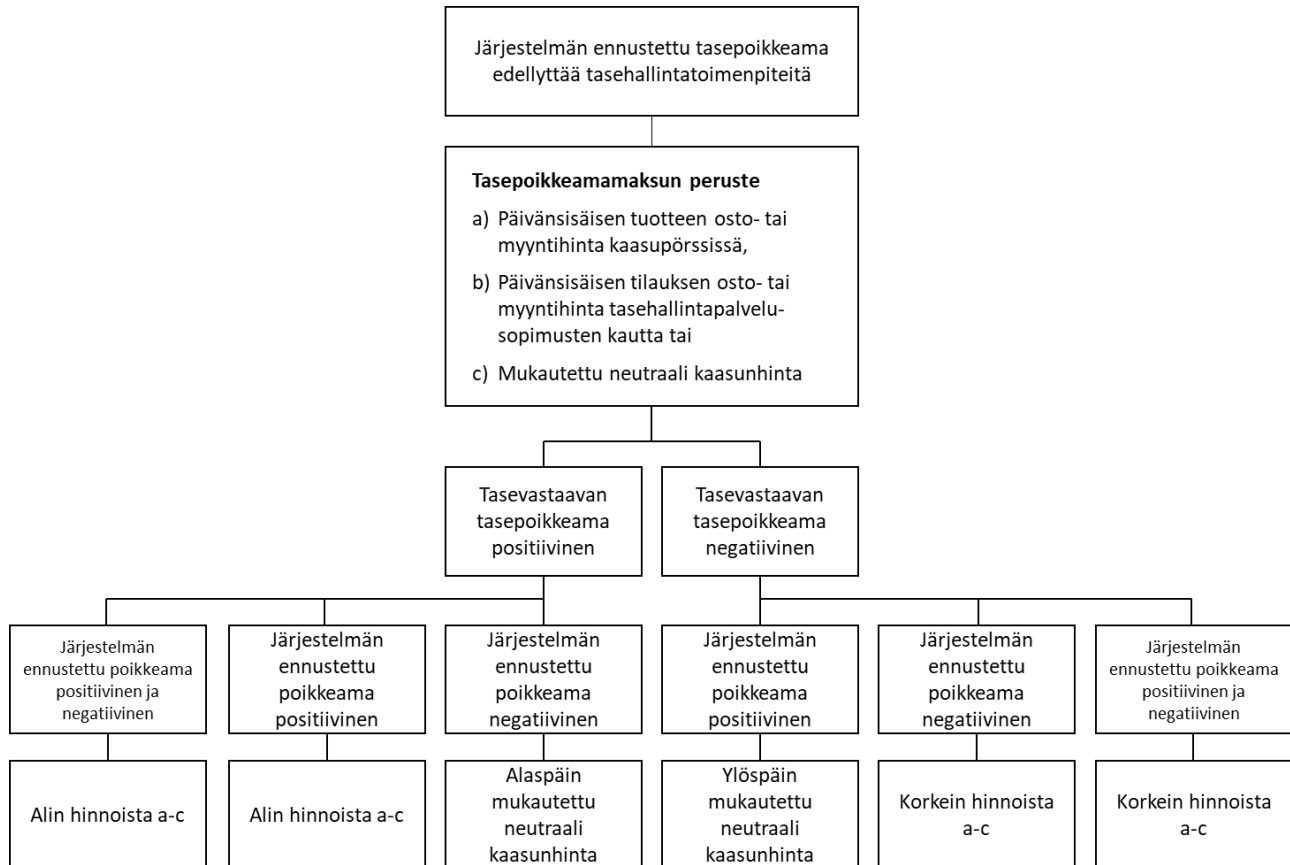 Järjestelmän ennustettu tasepoikkeama
edellyttää tasehallintatoimenpiteitä
Tasepoikkeamamaksun peruste
a) Päivänsisäisen tuotteen osto- tai
myyntihinta kaasupörssissä,
b) Päivänsisäisen tilauksen osto- tai
myyntihinta tasehallintapalvelu-
sopimusten kautta tai
c) Mukautettu neutraali kaasunhinta
Tasevastaavan
tasepoikkeama
positiivinen
Tasevastaavan
tasepoikkeama
negatiivinen
Järjestelmän
ennustettu poikkeama
positiivinen ja
negatiivinen
Järjestelmän
ennustettu
poikkeama
positiivinen
Järjestelmän
ennustettu
poikkeama
negatiivinen
Järjestelmän
ennustettu
poikkeama
positiivinen
Järjestelmän
ennustettu
poikkeama
negatiivinen
Järjestelmän
ennustettu poikkeama
positiivinen ja
negatiivinen
Alin hinnoista a-c
Alin hinnoista a-c
Alaspäin
mukautettu
neutraali
kaasunhinta
Ylöspäin
mukautettu
neutraali
kaasunhinta
Korkein hinnoista
a-c
Korkein hinnoista
a-c